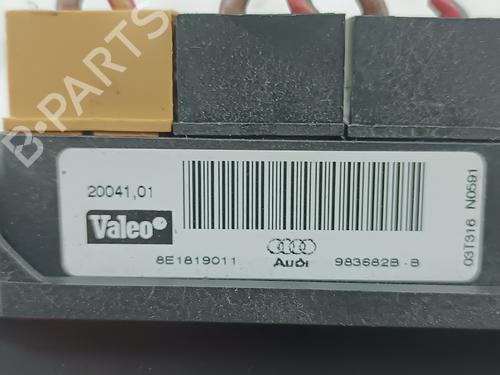 B-PARTS
20041,01
Valeo
8E1819011
Audi
983682B-B
03T316 N0591